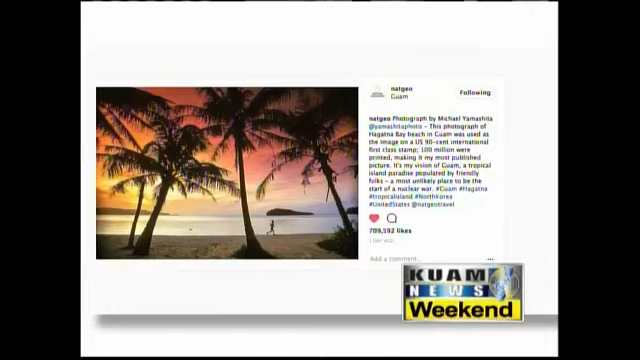 natgeo
Guam
Following
natgeo Photograph by Michael Yamashita
@yamashitaphoto – This photograph of
Hagatna Bay beach in Guam was used as
the image on a US 90-cent international
first class stamp; 100 million were
printed, making it my most published
picture. It's my vision of Guam, a tropical
island paradise populated by friendly
folks – a most unlikely place to be the
start of a nuclear war. #Guam #Hagatna
#tropicalisland #NorthKorea
#UnitedStates @natgeotravel
709,592 likes
1 DAY AGO
Add a comment...
KUAM
NEWS
Weekend